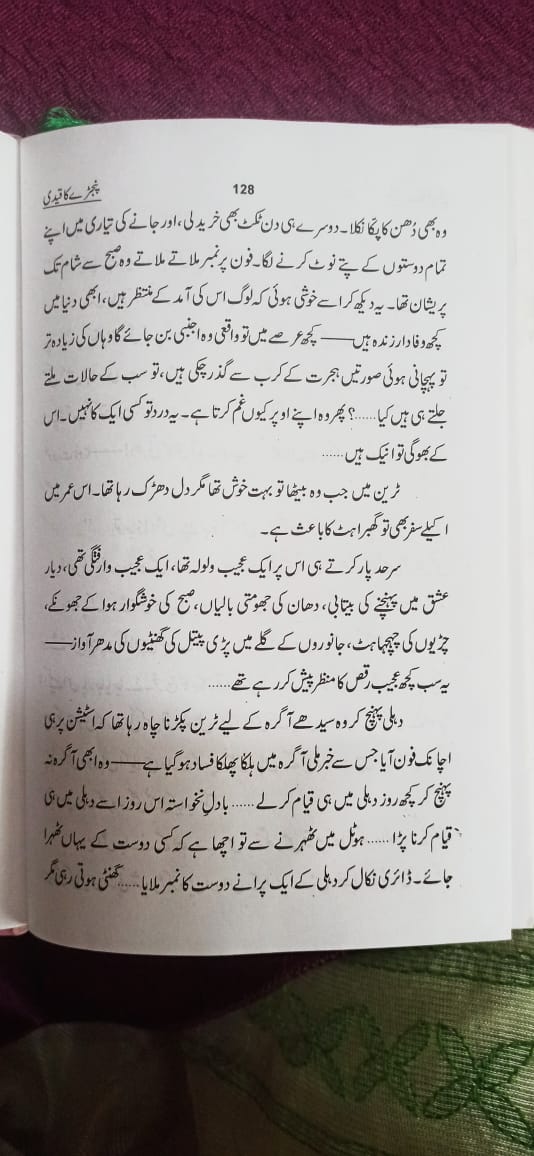 پنجڑے کا قیدی
128
وہ بھی دُھن کا پکّا نکلا۔ دوسرے ہی دن ٹکٹ بھی خرید لی، اور جانے کی تیاری میں اپنے
تمام دوستوں کے پتے نوٹ کرنے لگا۔ فون پر نمبر ملاتے ملاتے وہ صبح سے شام تک
پریشان تھا۔ یہ دیکھ کر اسے خوشی ہوئی کہ لوگ اس کی آمد کے منتظر ہیں، ابھی دنیا میں
کچھ وفادار زندہ ہیں —— کچھ عرصے میں تو واقعی وہ اجنبی بن جائے گا وہاں کی زیادہ تر
تو پہچانی ہوئی صورتیں ہجرت کے کرب سے گذر چکی ہیں، تو سب کے حالات ملتے
جلتے ہی ہیں کیا......؟ پھر وہ اپنے اوپر کیوں غم کرتا ہے۔ یہ درد تو کسی ایک کا نہیں۔ اس
کے بھوگی تو انیک ہیں ......
ٹرین میں جب وہ بیٹھا تو بہت خوش تھا مگر دل دھڑک رہا تھا۔ اس عمر میں
اکیلے سفر بھی تو گھبراہٹ کا باعث ہے۔
سرحد پار کرتے ہی اس پر ایک عجیب ولولہ تھا، ایک عجیب وارفتگی تھی، دیار
عشق میں پہنچنے کی بیتابی، دھان کی جھومتی بالیاں، صبح کی خوشگوار ہوا کے جھونکے،
چڑیوں کی چہچہاہٹ، جانوروں کے گلے میں پڑی پیتل کی گھنٹیوں کی مدھر آواز ——
یہ سب کچھ عجیب رقص کا منظر پیش کر رہے تھے ......
دہلی پہنچ کر وہ سیدھے آگرہ کے لیے ٹرین پکڑنا چاہ رہا تھا کہ اسٹیشن پر ہی
اچانک فون آیا جس سے خبر ملی آگرہ میں ہلکا پھلکا فساد ہو گیا ہے —— وہ ابھی آگرہ نہ
پہنچ کر کچھ روز دہلی میں ہی قیام کر لے ...... بادلِ نخواستہ اس روز اسے دہلی میں ہی
قیام کرنا پڑا ...... ہوٹل میں ٹھہرنے سے تو اچھا ہے کہ کسی دوست کے یہاں ٹھہرا
جائے۔ ڈائری نکال کر دہلی کے ایک پرانے دوست کا نمبر ملایا ...... گھنٹی ہوتی رہی مگر